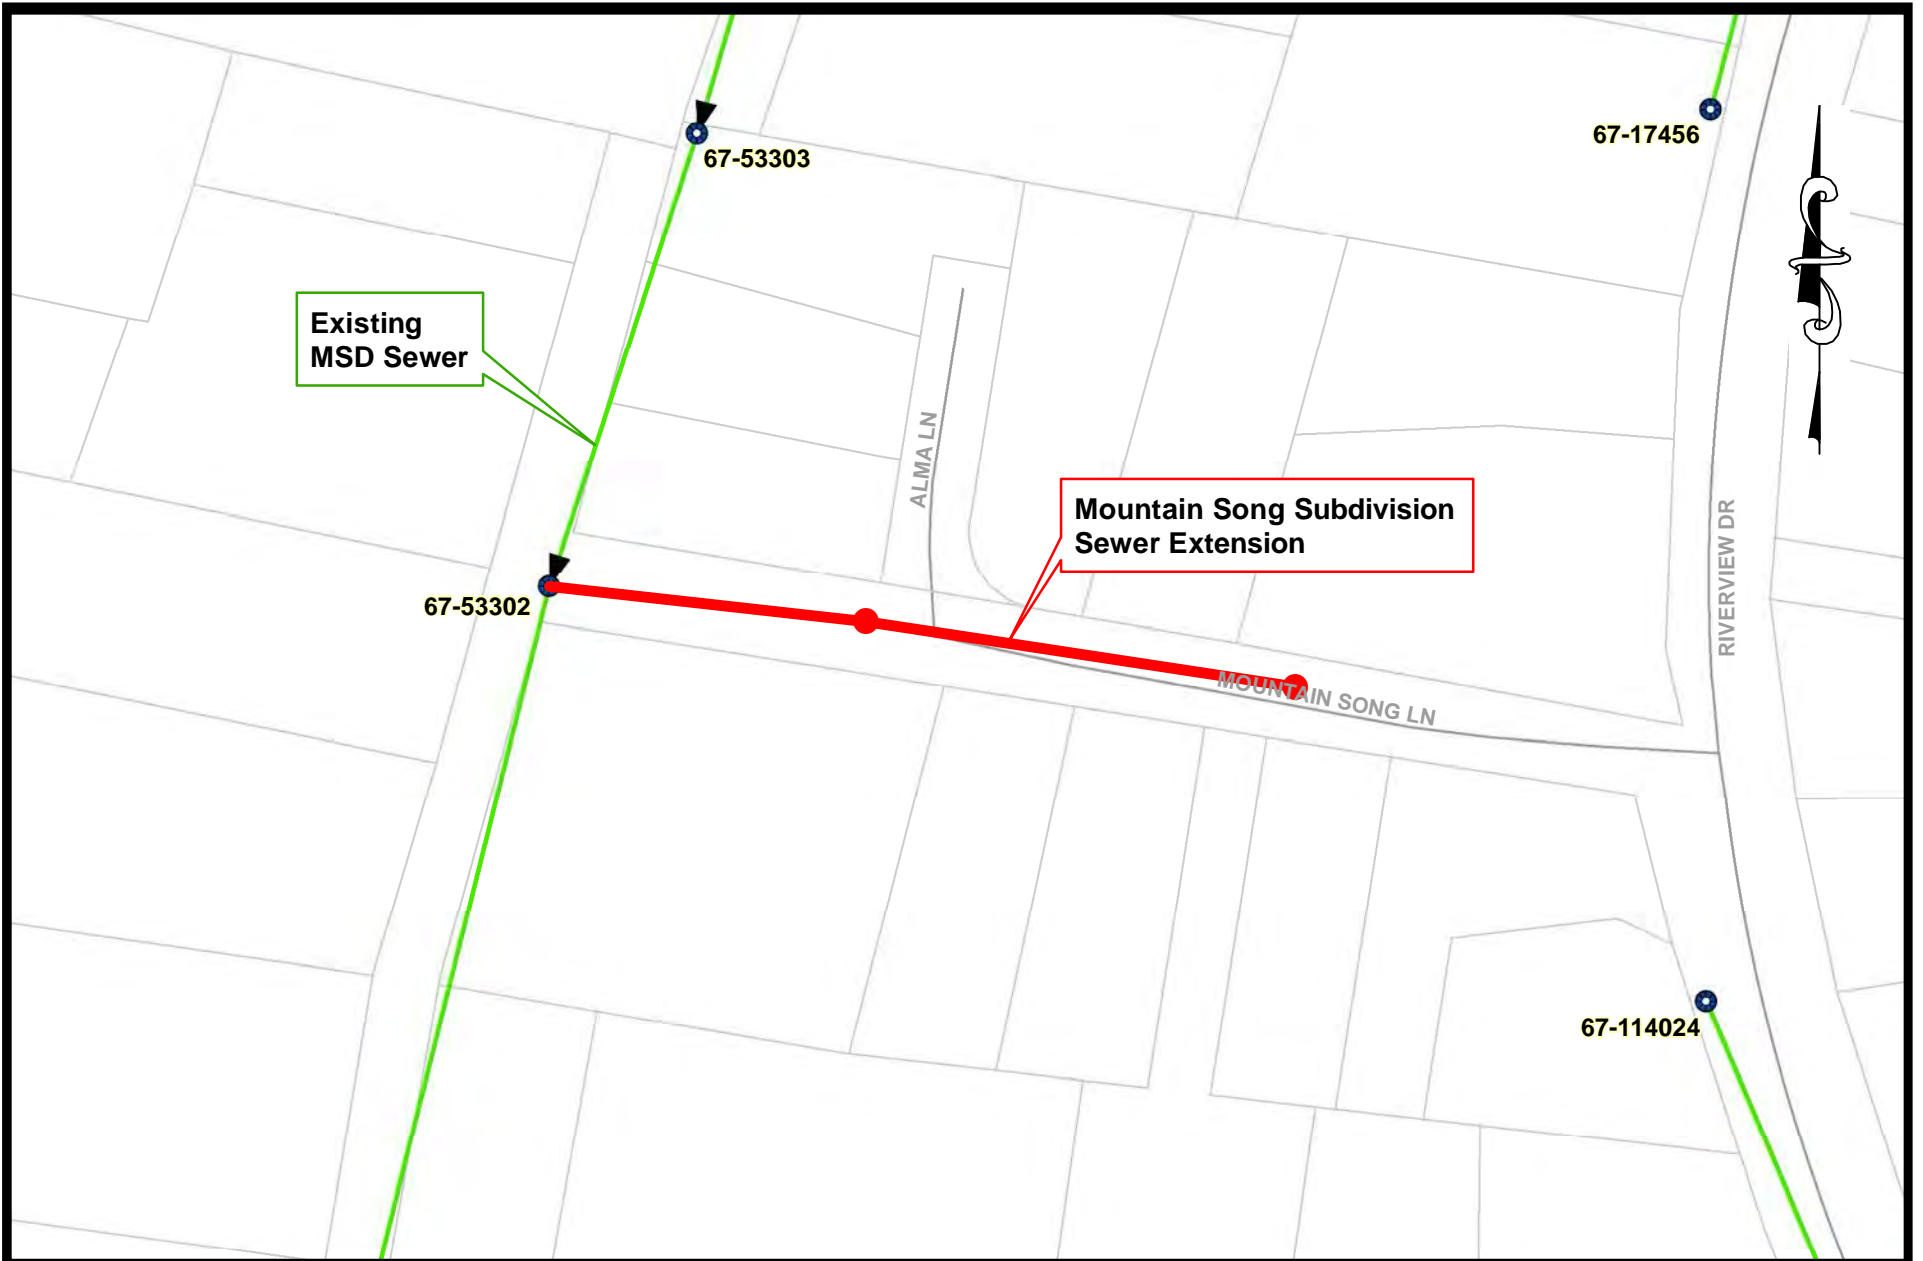 67-17456
67-53303
Existing
MSD Sewer
ALMA LN
Mountain Song Subdivision
Sewer Extension
RIVERVIEW DR
67-53302
MOUNTAIN SONG LN
67-114024